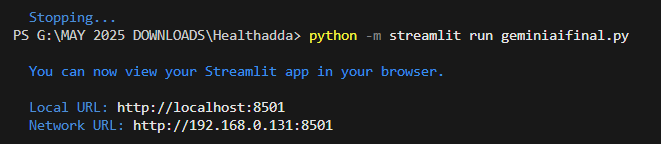 Stopping...
PS G:\MAY 2025 DOWNLOADS\Healthadda> python -m streamlit run geminiaifinal.py
You can now view your Streamlit app in your browser.
Local URL: http://localhost:8501
Network URL: http://192.168.0.131:8501